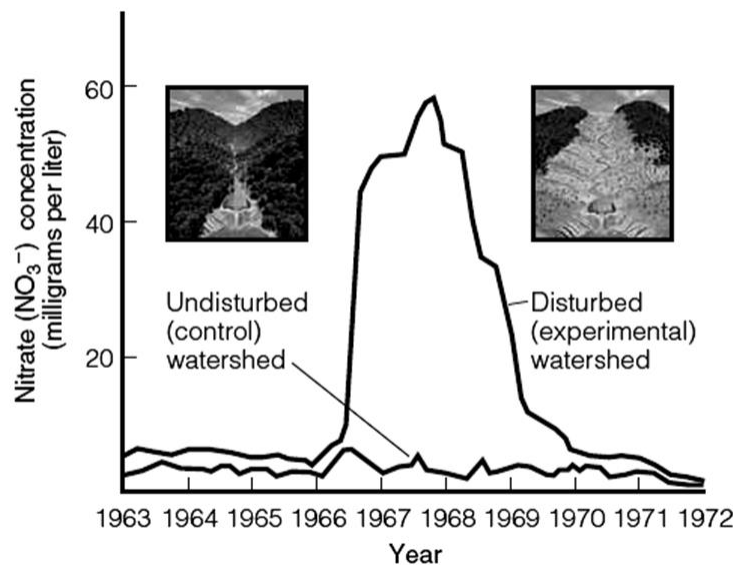 Nitrate (NO₃⁻) concentration
(milligrams per liter)
60
40
20
Undisturbed
(control)
watershed
Disturbed
(experimental)
watershed
1963 1964 1965 1966 1967 1968 1969 1970 1971 1972
Year